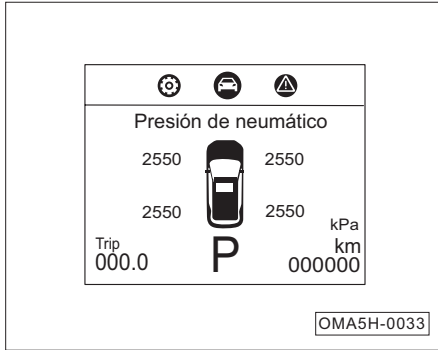 Presión de neumático
2550 2550
2550 2550
kPa
Trip km
000.0 P 000000
OMA5H-0033